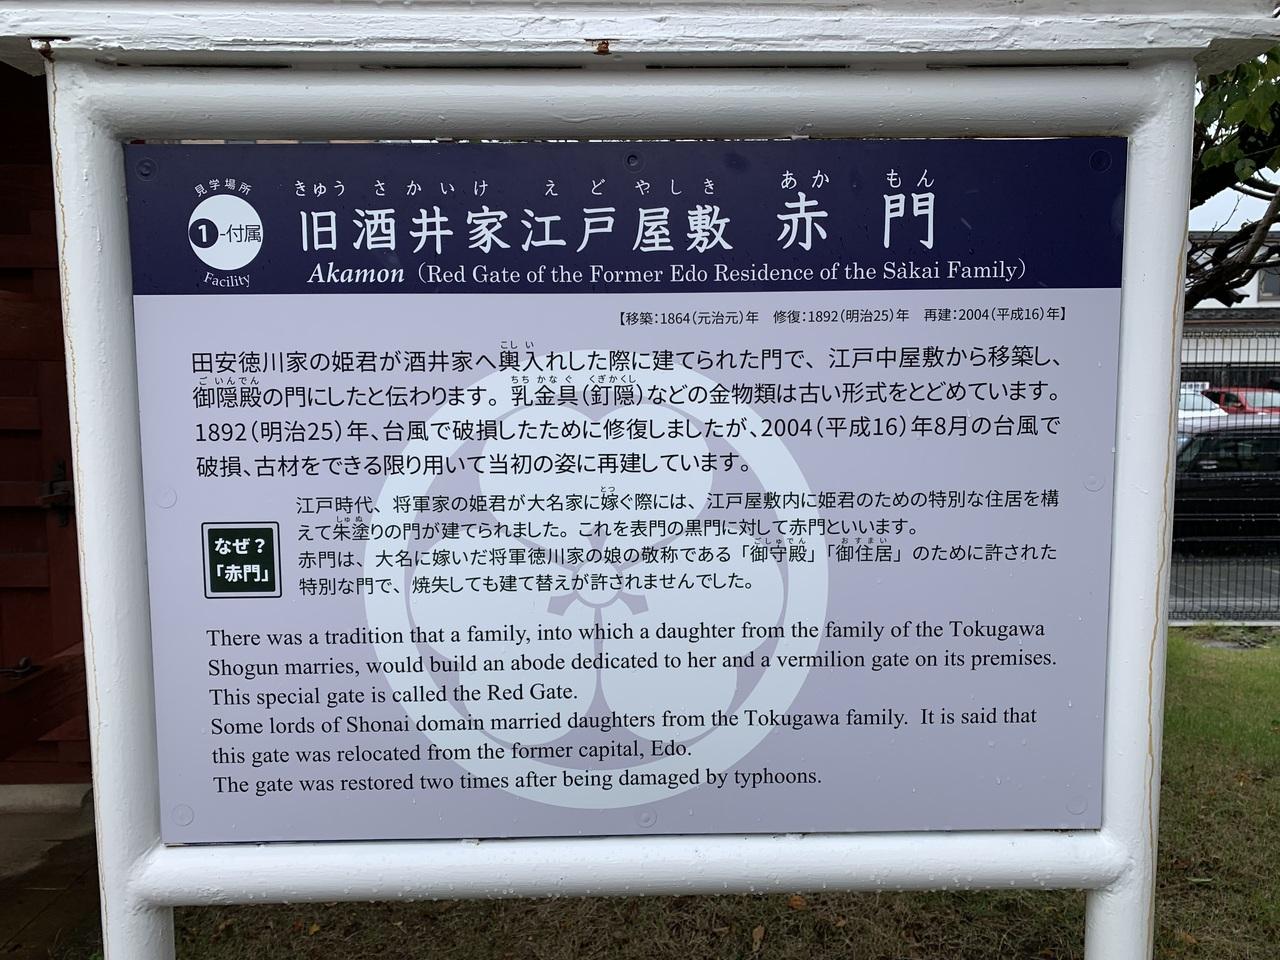 見学場所
1-付属
Facility
きゅう さ か い け え ど や し き あ か も ん
旧酒井家江戸屋敷 赤 門
Akamon（Red Gate of the Former Edo Residence of the Sàkai Family）
【移築：1864（元治元）年 修復：1892（明治25）年 再建：2004（平成16）年】
こし い
田安徳川家の姫君が酒井家へ輿入れした際に建てられた門で、江戸中屋敷から移築し、
ごいんでん ちち かな ぐ くぎかくし
御隠殿の門にしたと伝わります。乳金具（釘隠）などの金物類は古い形式をとどめています。
1892（明治25）年、台風で破損したために修復しましたが、2004（平成16）年8月の台風で
破損、古材をできる限り用いて当初の姿に再建しています。
なぜ？
「赤門」
とつ
江戸時代、将軍家の姫君が大名家に嫁ぐ際には、江戸屋敷内に姫君のための特別な住居を構
しゅ ぬ
えて朱塗りの門が建てられました。これを表門の黒門に対して赤門といいます。
ごしゅでん おすまい
赤門は、大名に嫁いだ将軍徳川家の娘の敬称である「御守殿」「御住居」のために許された
特別な門で、焼失しても建て替えが許されませんでした。
There was a tradition that a family, into which a daughter from the family of the Tokugawa
Shogun marries, would build an abode dedicated to her and a vermilion gate on its premises.
This special gate is called the Red Gate.
Some lords of Shonai domain married daughters from the Tokugawa family. It is said that
this gate was relocated from the former capital, Edo.
The gate was restored two times after being damaged by typhoons.